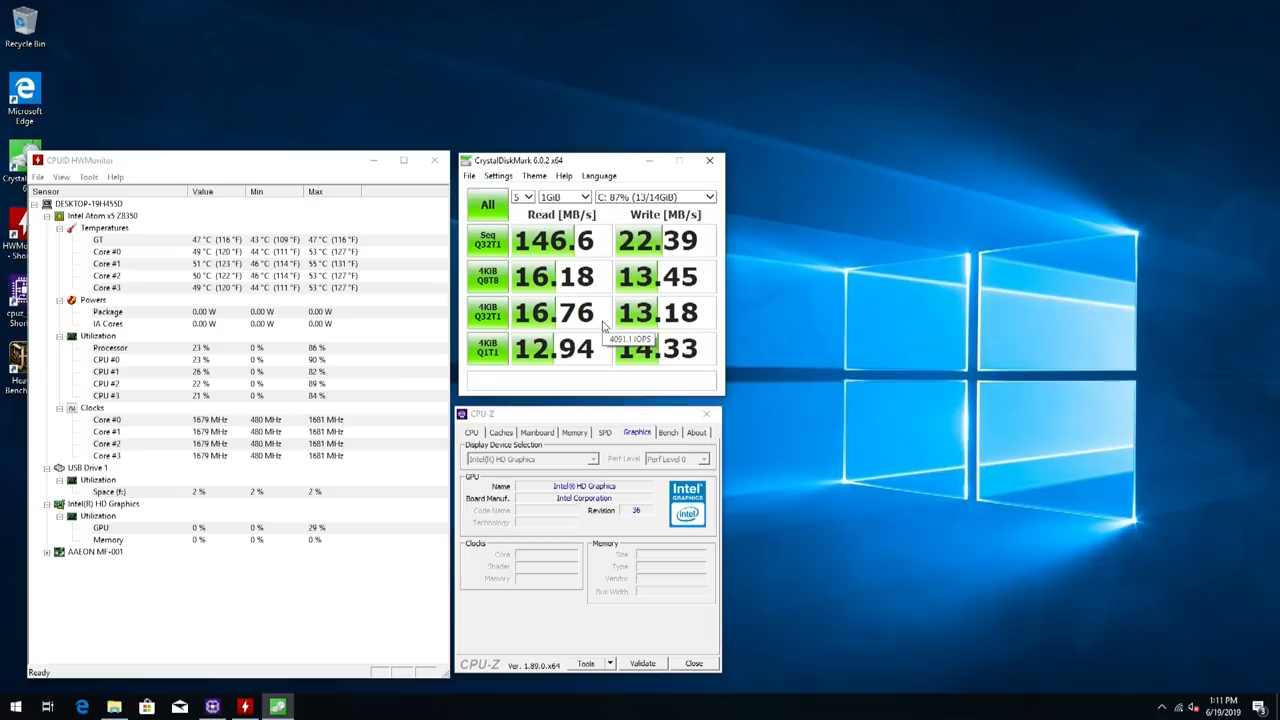 Recycle Bin
Microsoft
Edge
CPUID HWMonitor
File View Tools Help
Sensor Value Min Max
DESKTOP-19H455D
Intel Atom x5 Z8350
Temperatures
GT 47 °C (116 °F) 43 °C (109 °F) 47 °C (116 °F)
Core #0 49 °C (120 °F) 44 °C (111 °F) 53 °C (127 °F)
Core #1 51 °C (123 °F) 46 °C (114 °F) 55 °C (131 °F)
Core #2 50 °C (122 °F) 46 °C (114 °F) 53 °C (127 °F)
Core #3 49 °C (120 °F) 44 °C (111 °F) 53 °C (127 °F)
Powers
Package 0.00 W 0.00 W 0.00 W
IA Cores 0.00 W 0.00 W 0.00 W
Utilization
Processor 23 % 0 % 86 %
CPU #0 23 % 0 % 90 %
CPU #1 26 % 0 % 82 %
CPU #2 22 % 0 % 89 %
CPU #3 21 % 0 % 84 %
Clocks
Core #0 1679 MHz 480 MHz 1681 MHz
Core #1 1679 MHz 480 MHz 1681 MHz
Core #2 1679 MHz 480 MHz 1681 MHz
Core #3 1679 MHz 480 MHz 1681 MHz
USB Drive 1
Utilization
Space (f:) 2 % 2 % 2 %
Intel(R) HD Graphics
Utilization
GPU 0 % 0 % 29 %
Memory 0 % 0 % 0 %
AAEON MF-001
Ready
CrystalDiskMark 6.0.2 x64
File Settings Theme Help Language
All 5 1GiB C: 87% (13/14GiB)
Read [MB/s] Write [MB/s]
Seq Q32T1 146.6 22.39
4KiB Q8T8 16.18 13.45
4KiB Q32T1 16.76 13.18
4091.1 IOPS
4KiB Q1T1 12.94 14.33
CPU-Z
CPU Caches Mainboard Memory SPD Graphics Bench About
Display Device Selection
Intel(R) HD Graphics Perf Level Perf Level 0
GPU
Name Intel® HD Graphics
Board Manuf. Intel Corporation
Code Name Revision 36
Technology
Intel GRAPHICS intel
Clocks Memory
Core Size
Shader Type
Memory Vendor
Bus Width
CPU-Z Ver. 1.89.0.x64 Tools Validate Close
1:11 PM
6/19/2019
3